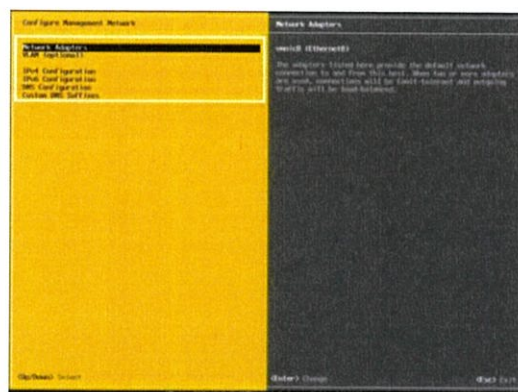 Configure Management Network
Network Adapters
VLAN (optional)
IPv4 Configuration
IPv6 Configuration
DNS Configuration
Custom DNS Suffixes
<Up/Down> Select
Network Adapters
vmnic0 (Ethernet0)
The adapters listed here provide the default network
connection to and from this host. When two or more adapters
are used, connections will be fault-tolerant and outgoing
traffic will be load-balanced.
<Enter> Change
<Esc> Exit